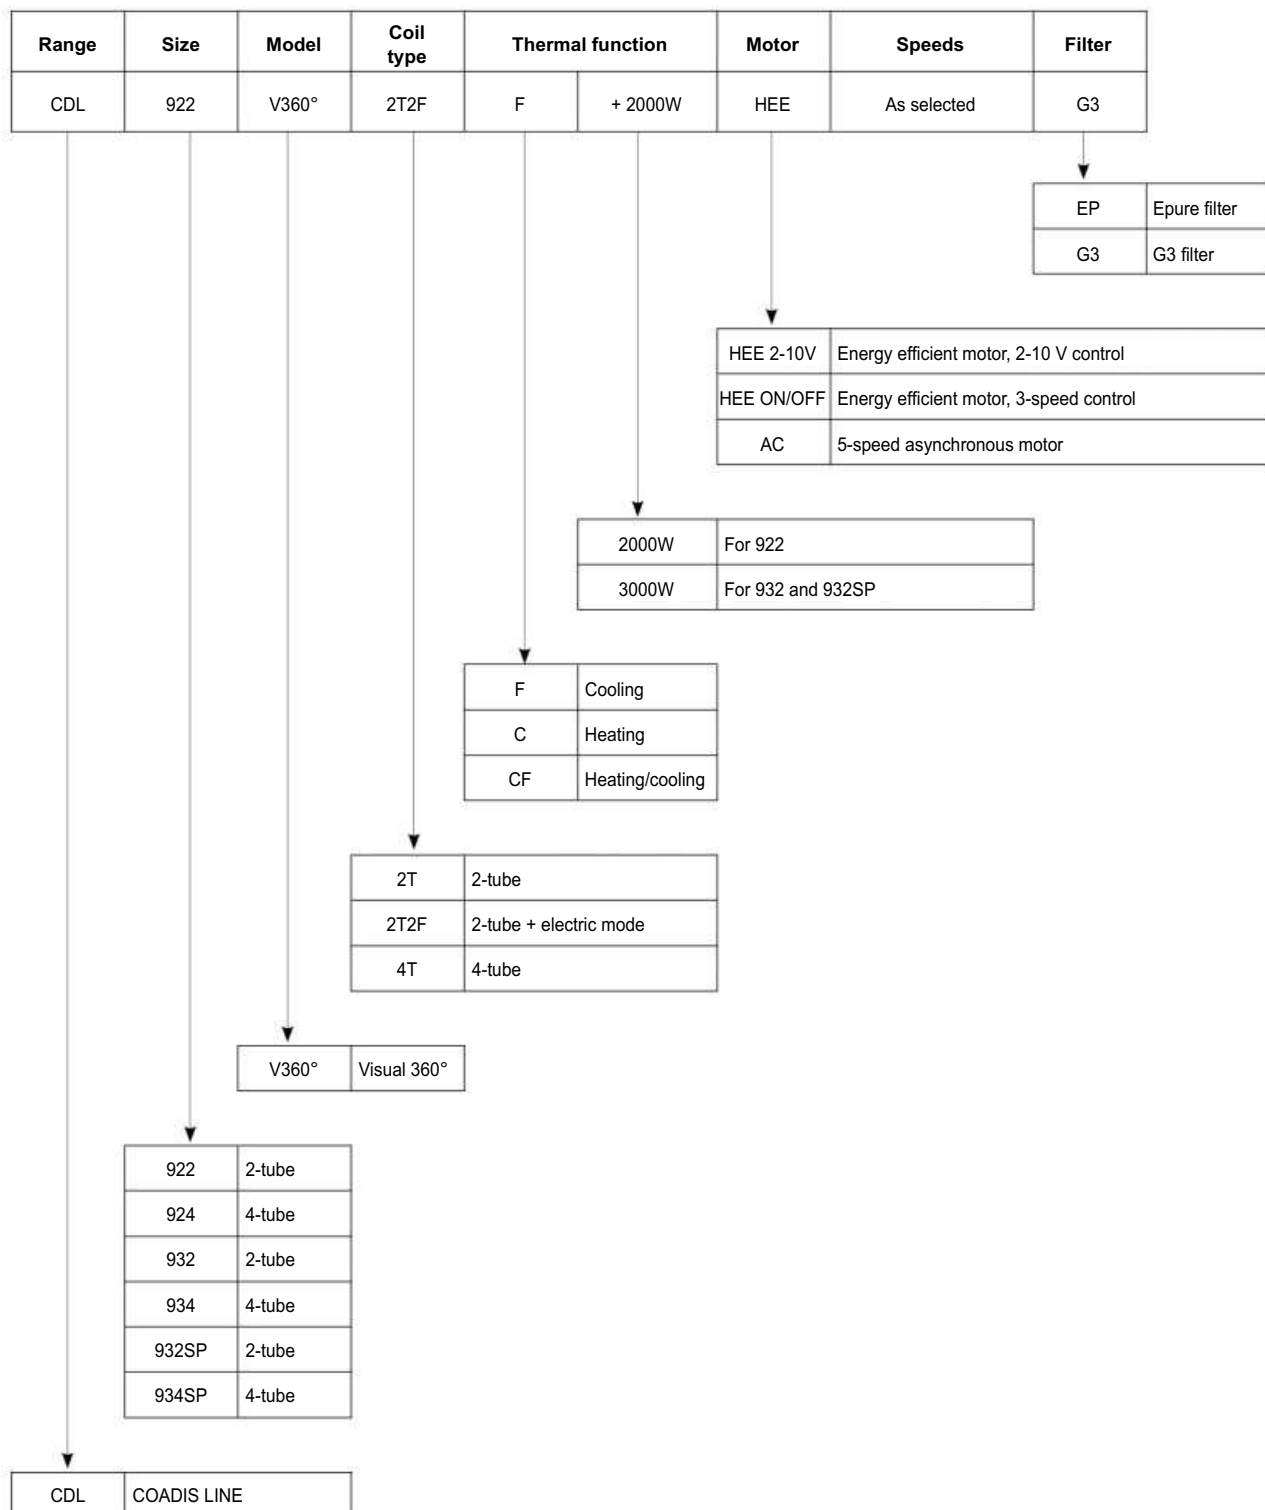 Range Size Model Coil type Thermal function Motor Speeds Filter
CDL 922 V360° 2T2F F + 2000W HEE As selected G3
EP Epure filter
G3 G3 filter
HEE 2-10V Energy efficient motor, 2-10 V control
HEE ON/OFF Energy efficient motor, 3-speed control
AC 5-speed asynchronous motor
2000W For 922
3000W For 932 and 932SP
F Cooling
C Heating
CF Heating/cooling
2T 2-tube
2T2F 2-tube + electric mode
4T 4-tube
V360° Visual 360°
922 2-tube
924 4-tube
932 2-tube
934 4-tube
932SP 2-tube
934SP 4-tube
CDL COADIS LINE